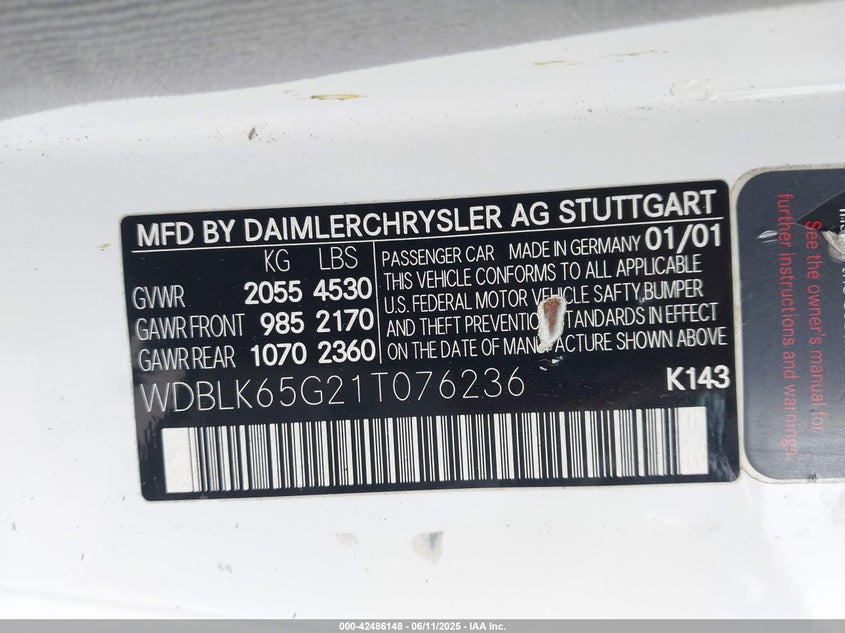 MFD BY DAIMLERCHRYSLER AG STUTTGART
KG LBS
GVWR 2055 4530
GAWR FRONT 985 2170
GAWR REAR 1070 2360
PASSENGER CAR MADE IN GERMANY 01/01
THIS VEHICLE CONFORMS TO ALL APPLICABLE
U.S. FEDERAL MOTOR VEHICLE SAFTY,BUMPER
AND THEFT PREVENTION STANDARDS IN EFFECT
ON THE DATE OF MANUFACTURE SHOWN ABOVE
WDBLK65G21T076236 K143
See the owner's manual for
further instructions and warnings
000-42486148 - 06/11/2025 - IAA Inc.